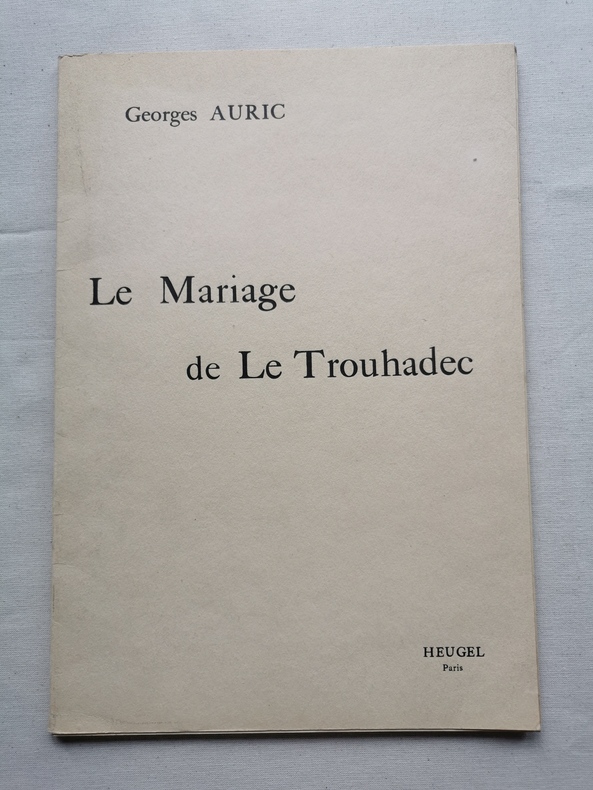 Georges AURIC
Le Mariage
de Le Trouhadec
HEUGEL
Paris